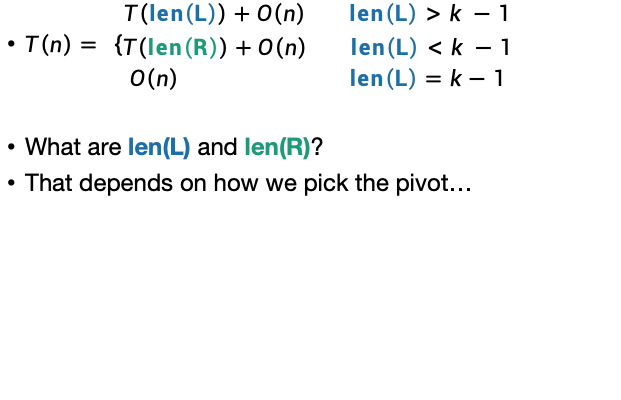 T(len(L)) + O(n) len(L) > k − 1
• T(n) = {T(len(R)) + O(n) len(L) < k − 1
O(n) len(L) = k − 1
• What are len(L) and len(R)?
• That depends on how we pick the pivot…